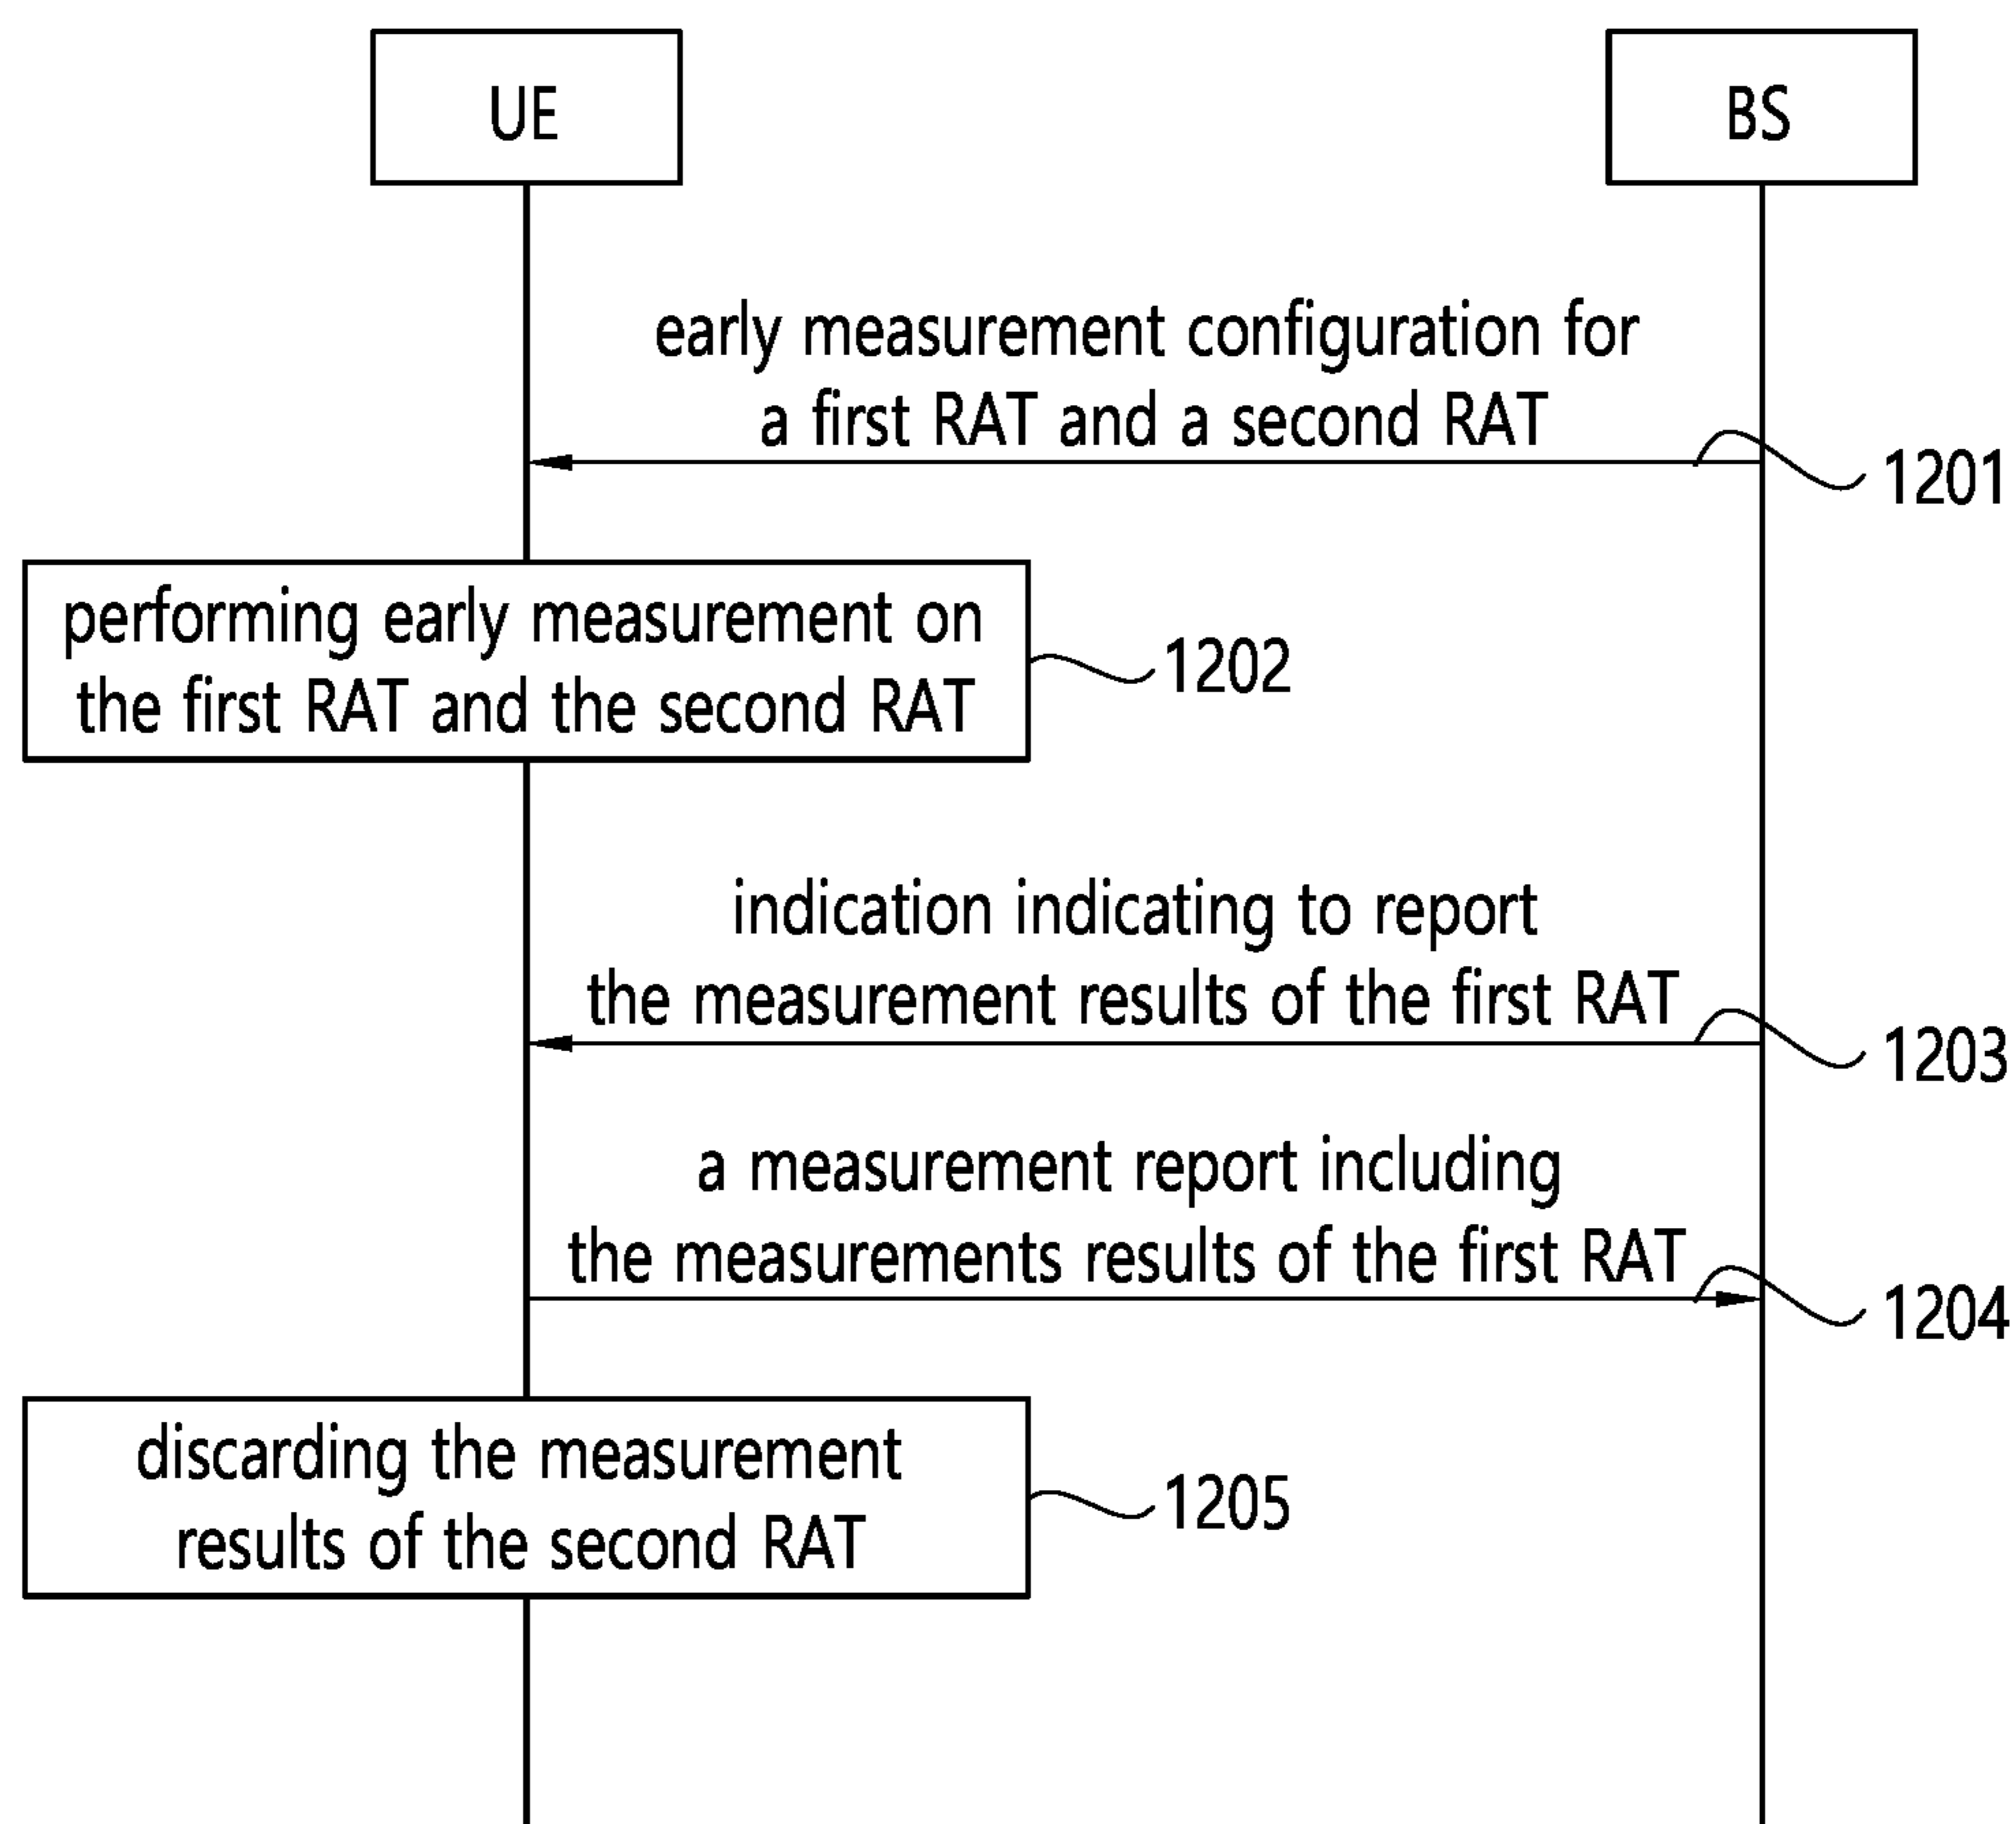 UE
BS
early measurement configuration for
a first RAT and a second RAT
1201
performing early measurement on
the first RAT and the second RAT
1202
indication indicating to report
the measurement results of the first RAT
1203
a measurement report including
the measurements results of the first RAT
1204
discarding the measurement
results of the second RAT
1205